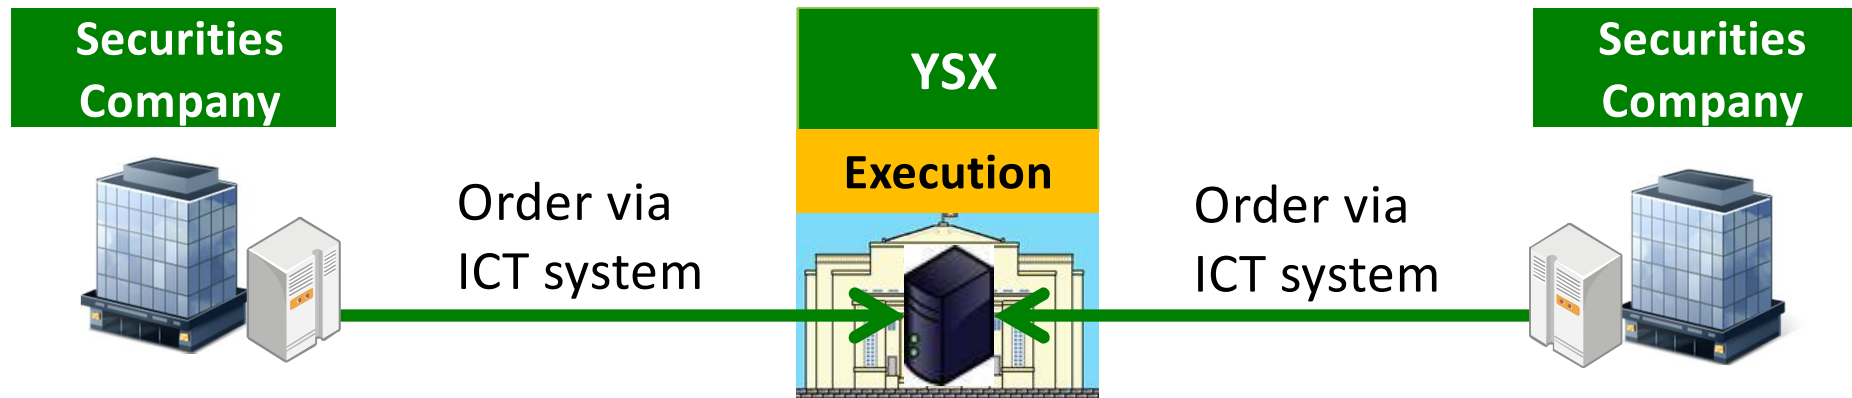 Securities
Company
YSX
Execution
Securities
Company
Order via
ICT system
Order via
ICT system